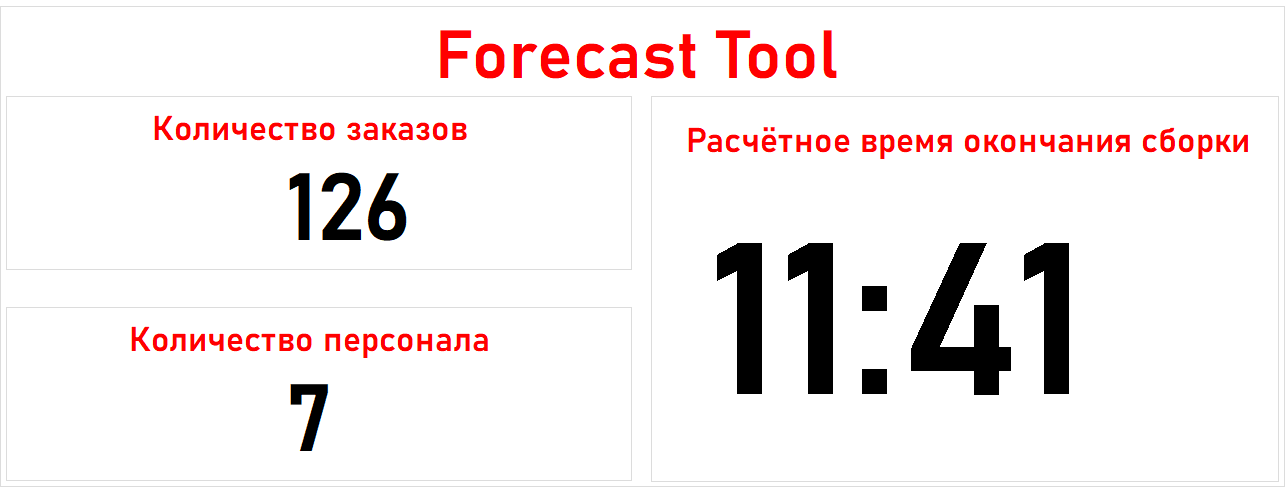 Forecast Tool
Количество заказов
126
Количество персонала
7
Расчётное время окончания сборки
11:41